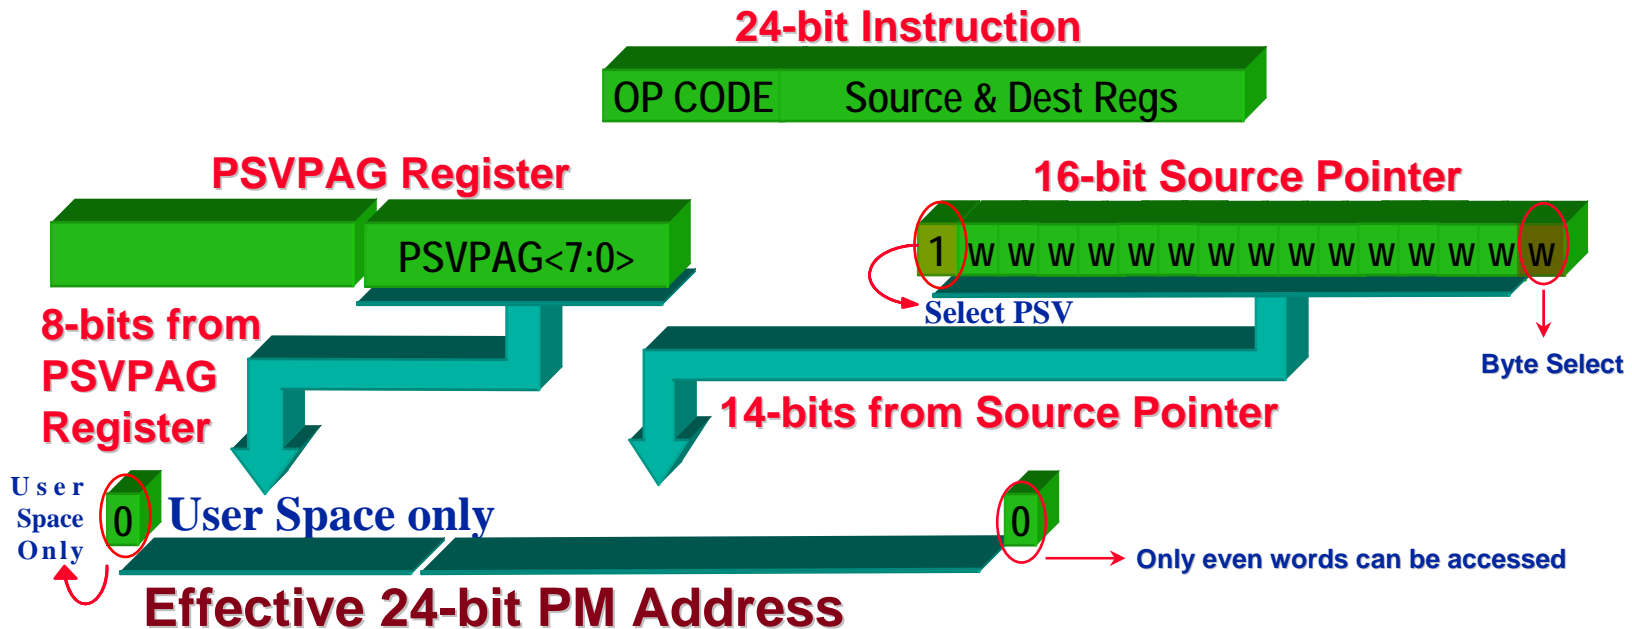 24-bit Instruction
OP CODE Source & Dest Regs
PSVPAG Register
16-bit Source Pointer
PSVPAG<7:0>
1 w w w w w w w w w w w w w w w
Select PSV
Byte Select
8-bits from
PSVPAG
Register
14-bits from Source Pointer
User
Space
Only
0
User Space only
0
Only even words can be accessed
Effective 24-bit PM Address